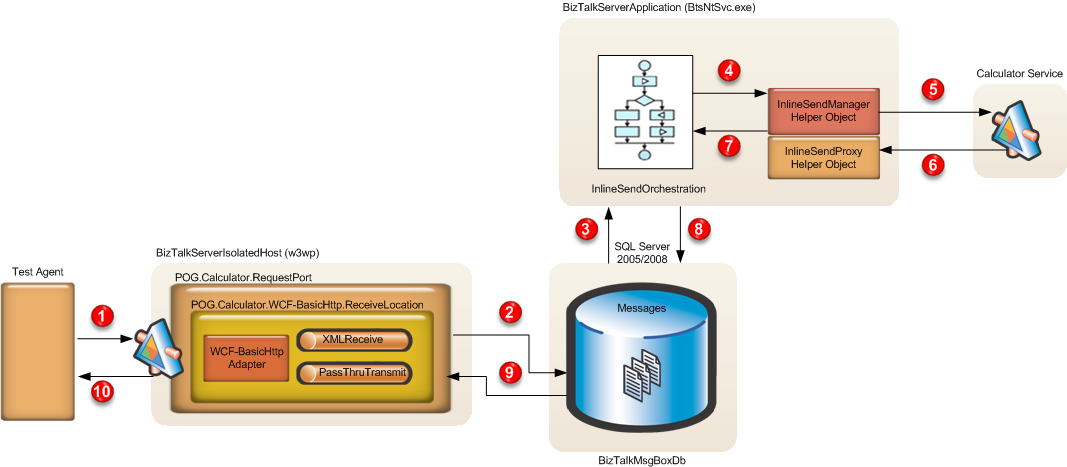 BizTalkServerApplication (BtsNtSvc.exe)
4
InlineSendManager
Helper Object
7
InlineSendProxy
Helper Object
InlineSendOrchestration
5
6
Calculator Service
3
8
SQL Server
2005/2008
BizTalkServerIsolatedHost (w3wp)
POG.Calculator.RequestPort
POG.Calculator.WCF-BasicHttp.ReceiveLocation
WCF-BasicHttp
Adapter
XMLReceive
PassThruTransmit
Test Agent
1
10
2
9
Messages
BizTalkMsgBoxDb